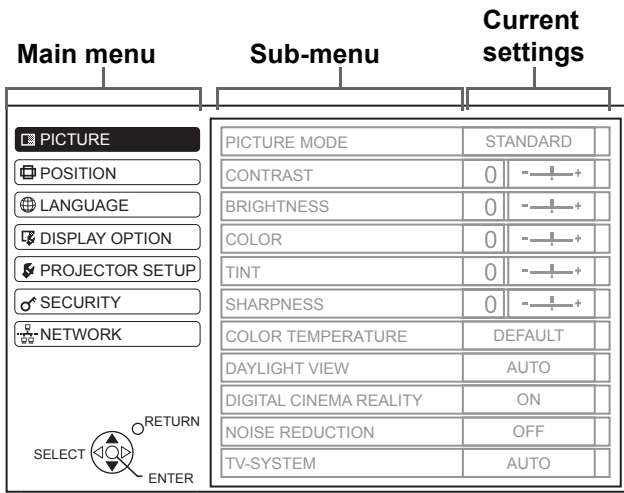 Main menu
Sub-menu
Current
settings
PICTURE
POSITION
LANGUAGE
DISPLAY OPTION
PROJECTOR SETUP
SECURITY
NETWORK
PICTURE MODE STANDARD
CONTRAST 0 - +
BRIGHTNESS 0 - +
COLOR 0 - +
TINT 0 - +
SHARPNESS 0 - +
COLOR TEMPERATURE DEFAULT
DAYLIGHT VIEW AUTO
DIGITAL CINEMA REALITY ON
NOISE REDUCTION OFF
TV-SYSTEM AUTO
RETURN
SELECT
ENTER